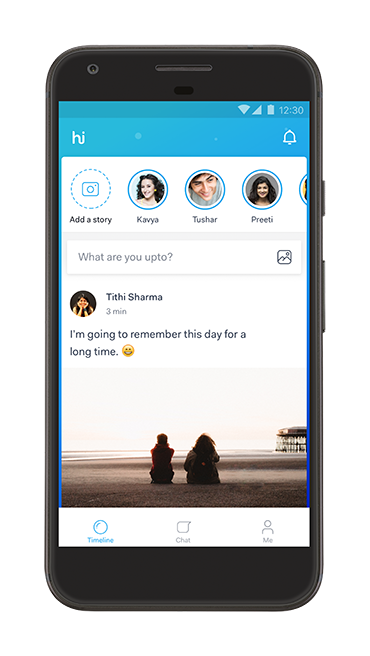 12:30
hi
Add a story
Kavya
Tushar
Preeti
What are you upto?
Tithi Sharma
3 min
I'm going to remember this day for a
long time. 😄
Timeline
Chat
Me